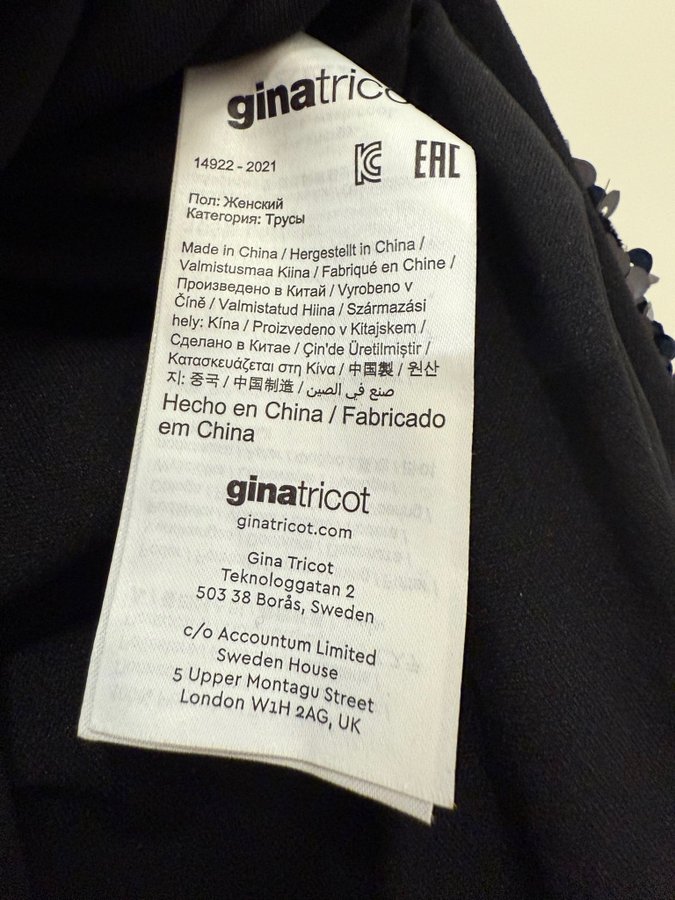 ginatrico
14922 - 2021
EAC
Пол: Женский
Категория: Трусы
Made in China / Hergestellt in China /
Valmistusmaa Kiina / Fabriqué en Chine /
Произведено в Китай / Vyrobeno v
Číně / Valmistatud Hiina / Származási
hely: Kína / Proizvedeno v Kitajskem /
Сделано в Китае / Çin'de Üretilmiştir /
Κατασκευάζεται στη Κίνα / 中国製 / 원산
지: 중국 / 中国制造 / صنع في الصين
Hecho en China / Fabricado
em China
ginatricot
ginatricot.com
Gina Tricot
Teknologgatan 2
503 38 Borås, Sweden
c/o Accountum Limited
Sweden House
5 Upper Montagu Street
London W1H 2AG, UK